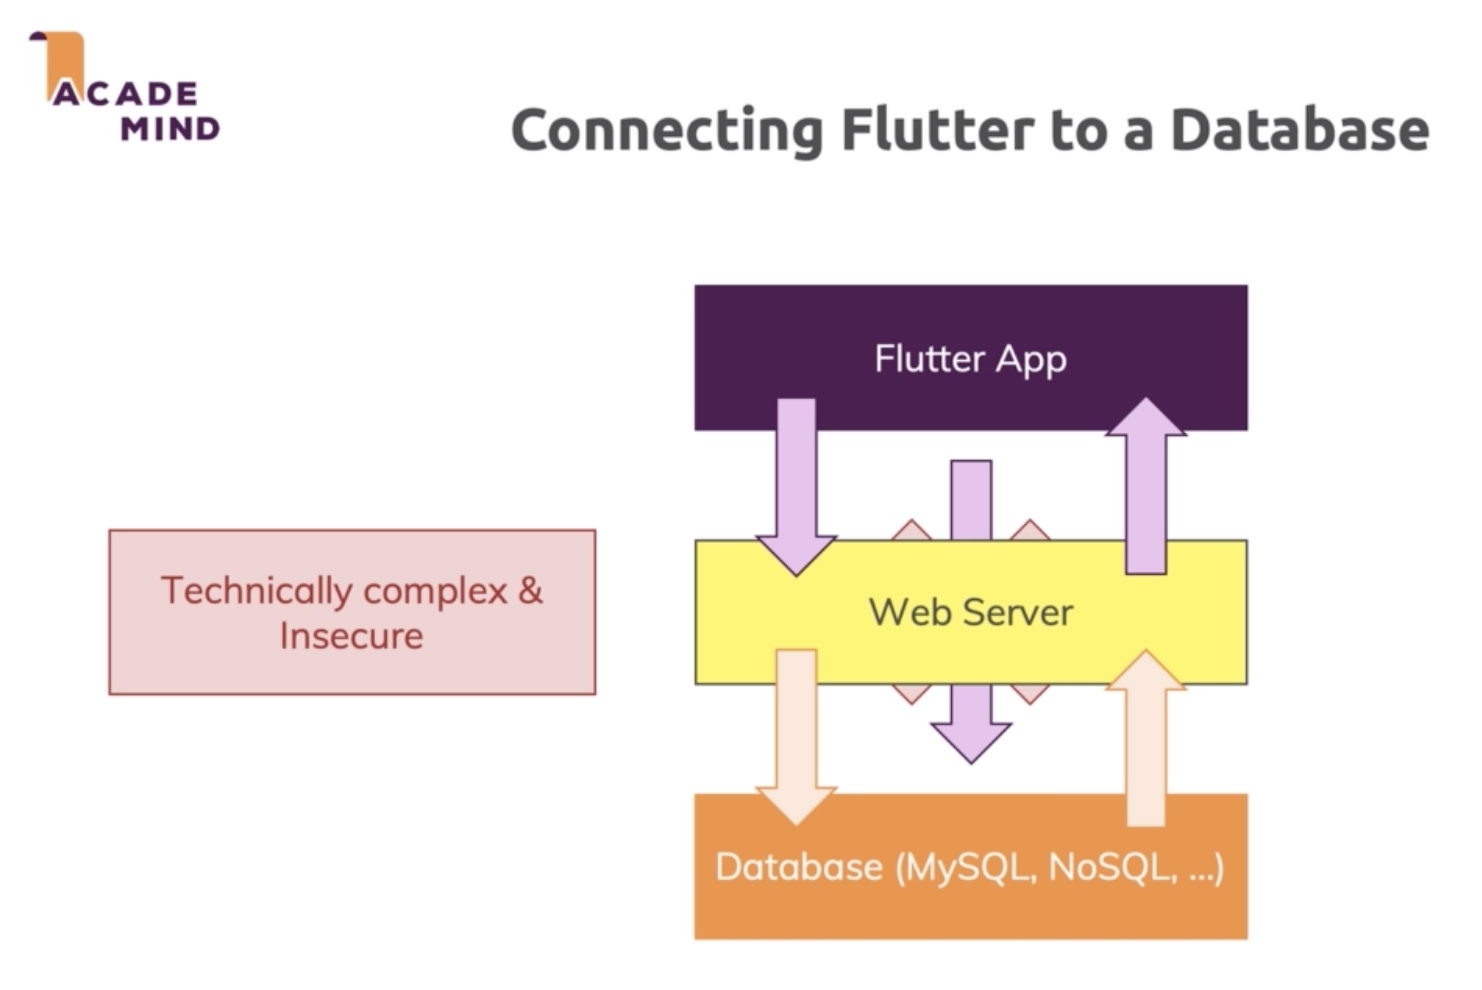 ACADE
MIND
Connecting Flutter to a Database
Flutter App
Technically complex &
Insecure
Web Server
Database (MySQL, NoSQL, ...)